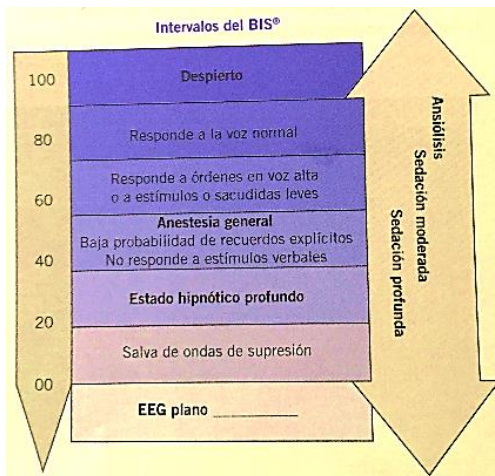 Intervalos del BIS®
100
Despierto
80
Responde a la voz normal
60
Responde a órdenes en voz alta
o a estímulos o sacudidas leves
Anestesia general
Baja probabilidad de recuerdos explícitos
No responde a estímulos verbales
40
Estado hipnótico profundo
20
Salva de ondas de supresión
00
EEG plano __________
Ansiólisis
Sedación moderada
Sedación profunda